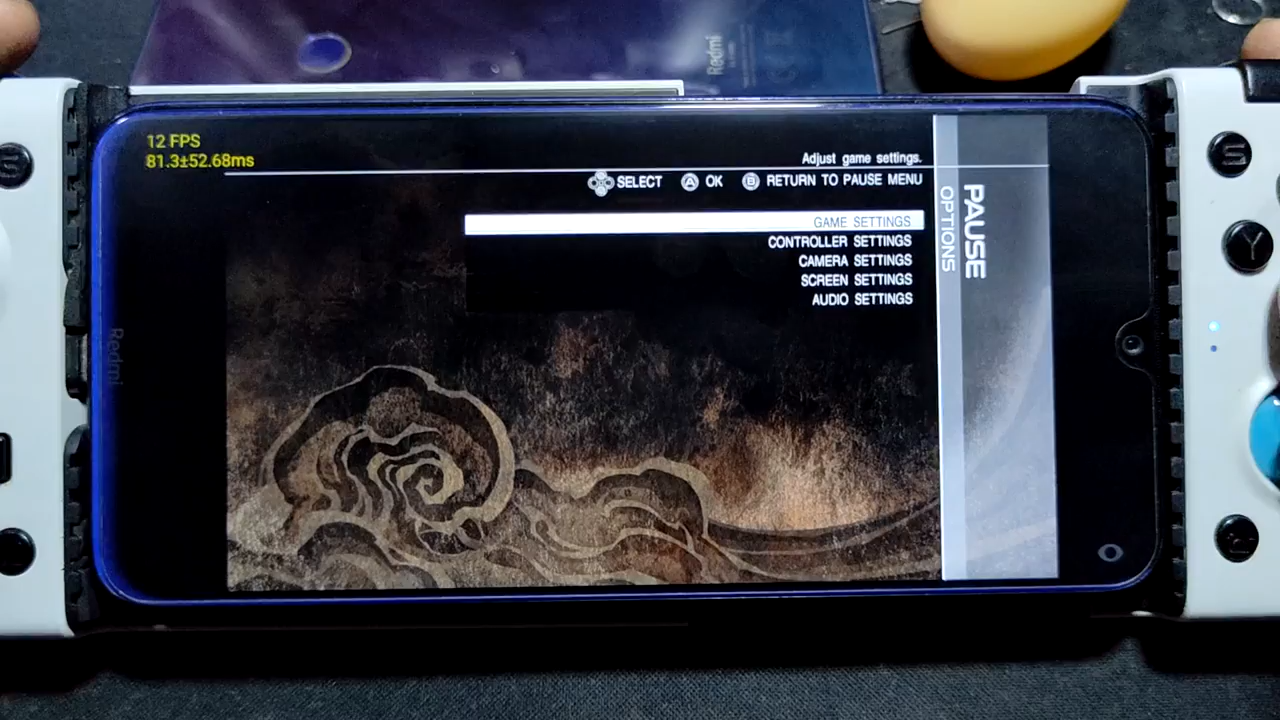 Redmi
12 FPS
81.3±52.68ms
Adjust game settings.
SELECT A OK B RETURN TO PAUSE MENU
GAME SETTINGS
CONTROLLER SETTINGS
CAMERA SETTINGS
SCREEN SETTINGS
AUDIO SETTINGS
PAUSE
OPTIONS
Redmi
S
S
Y